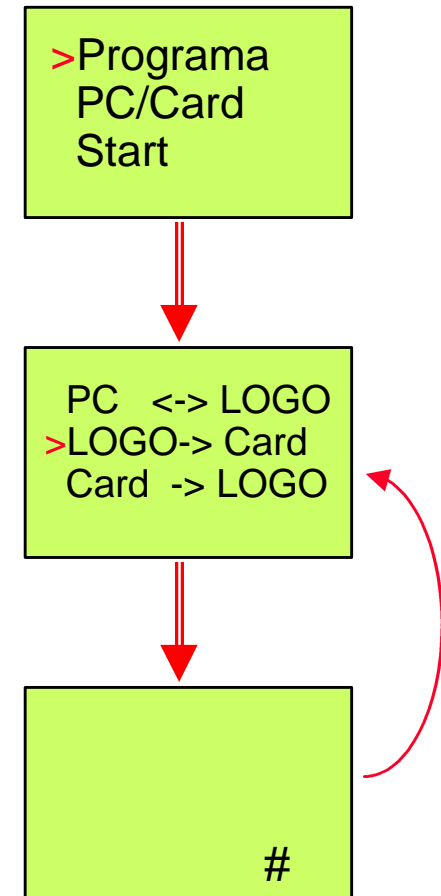 >Programa
PC/Card
Start
PC <-> LOGO
>LOGO-> Card
Card -> LOGO
#